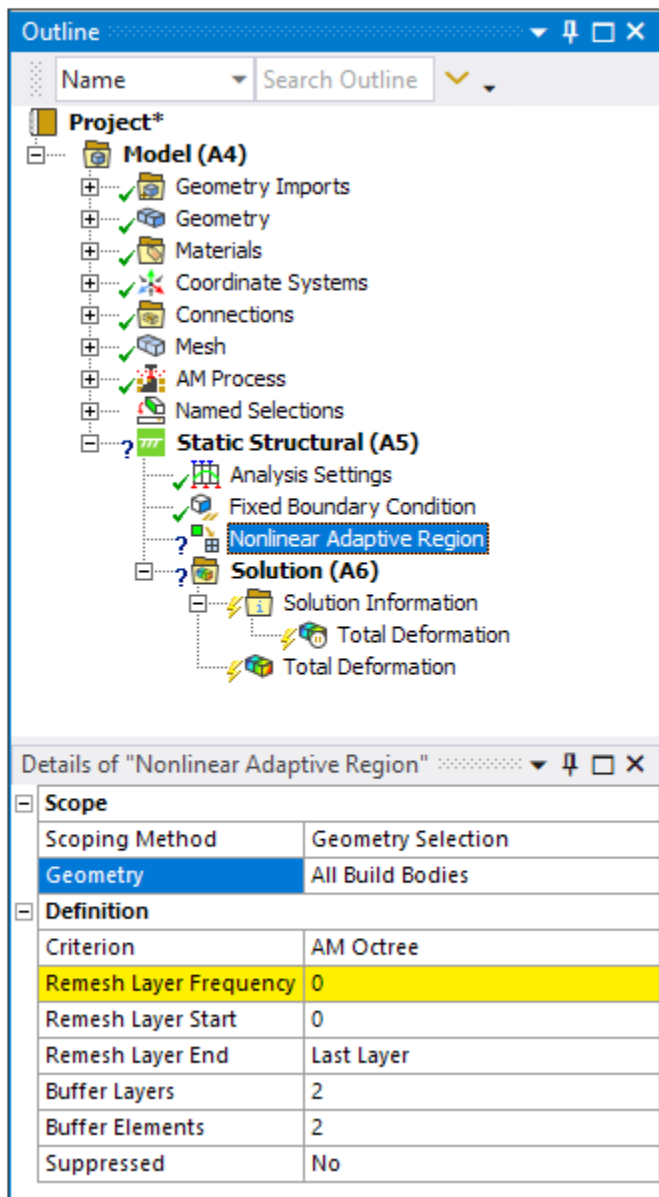 Outline
Name Search Outline
Project*
Model (A4)
Geometry Imports
Geometry
Materials
Coordinate Systems
Connections
Mesh
AM Process
Named Selections
? Static Structural (A5)
Analysis Settings
Fixed Boundary Condition
? Nonlinear Adaptive Region
? Solution (A6)
i Solution Information
Total Deformation
Total Deformation
Details of "Nonlinear Adaptive Region"
Scope
Scoping Method Geometry Selection
Geometry All Build Bodies
Definition
Criterion AM Octree
Remesh Layer Frequency 0
Remesh Layer Start 0
Remesh Layer End Last Layer
Buffer Layers 2
Buffer Elements 2
Suppressed No